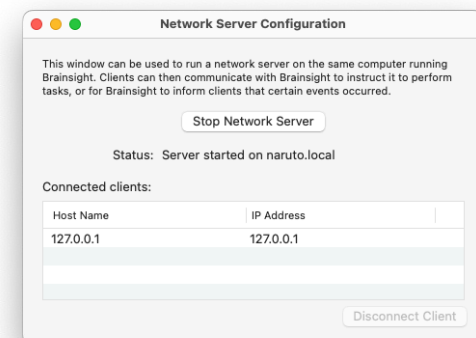 Network Server Configuration
This window can be used to run a network server on the same computer running
Brainsight. Clients can then communicate with Brainsight to instruct it to perform
tasks, or for Brainsight to inform clients that certain events occurred.
Stop Network Server
Status: Server started on naruto.local
Connected clients:
Host Name IP Address
127.0.0.1 127.0.0.1
Disconnect Client